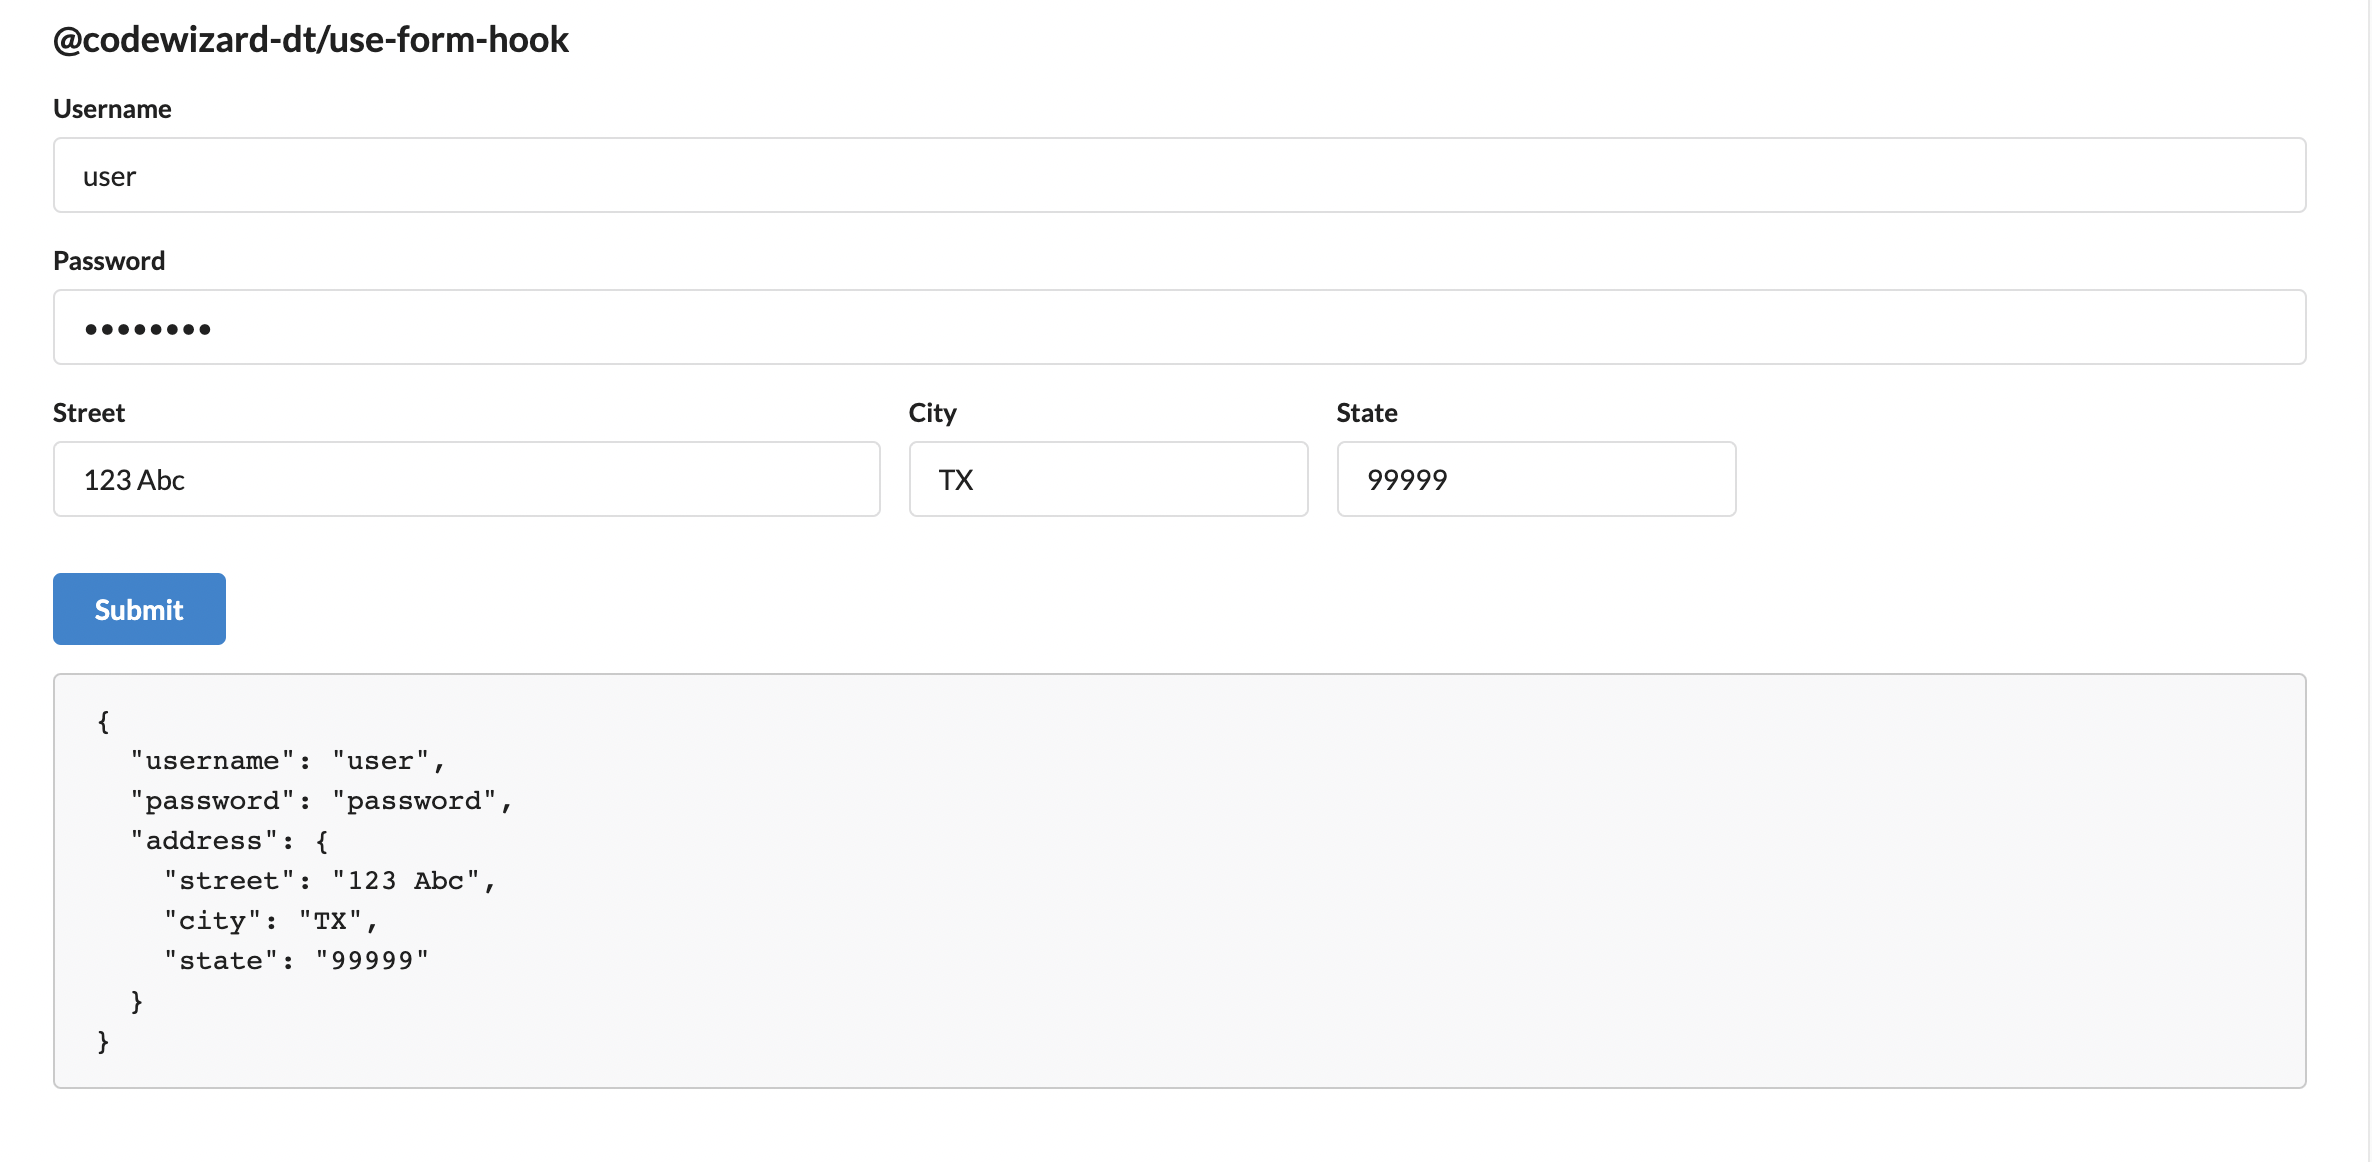 @codewizard-dt/use-form-hook
Username
user
Password
••••••••
Street City State
123 Abc TX 99999
Submit
{
  "username": "user",
  "password": "password",
  "address": {
    "street": "123 Abc",
    "city": "TX",
    "state": "99999"
  }
}